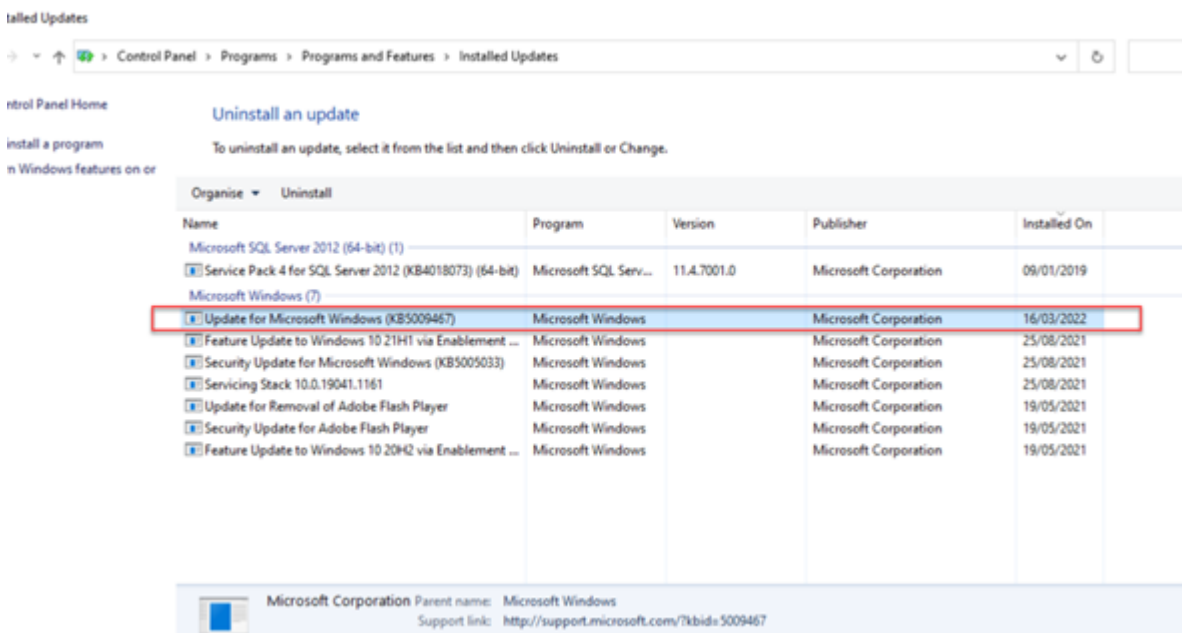 talled Updates
Control Panel > Programs > Programs and Features > Installed Updates
ntrol Panel Home
install a program
n Windows features on or
Uninstall an update
To uninstall an update, select it from the list and then click Uninstall or Change.
Organise Uninstall
Name Program Version Publisher Installed On
Microsoft SQL Server 2012 (64-bit) (1)
Service Pack 4 for SQL Server 2012 (KB4018073) (64-bit) Microsoft SQL Serv... 11.4.7001.0 Microsoft Corporation 09/01/2019
Microsoft Windows (7)
Update for Microsoft Windows (KB5009467) Microsoft Windows Microsoft Corporation 16/03/2022
Feature Update to Windows 10 21H1 via Enablement ... Microsoft Windows Microsoft Corporation 25/08/2021
Security Update for Microsoft Windows (KB5005033) Microsoft Windows Microsoft Corporation 25/08/2021
Servicing Stack 10.0.19041.1161 Microsoft Windows Microsoft Corporation 25/08/2021
Update for Removal of Adobe Flash Player Microsoft Windows Microsoft Corporation 19/05/2021
Security Update for Adobe Flash Player Microsoft Windows Microsoft Corporation 19/05/2021
Feature Update to Windows 10 20H2 via Enablement ... Microsoft Windows Microsoft Corporation 19/05/2021
Microsoft Corporation Parent name: Microsoft Windows
Support link: http://support.microsoft.com/?kbid=5009467